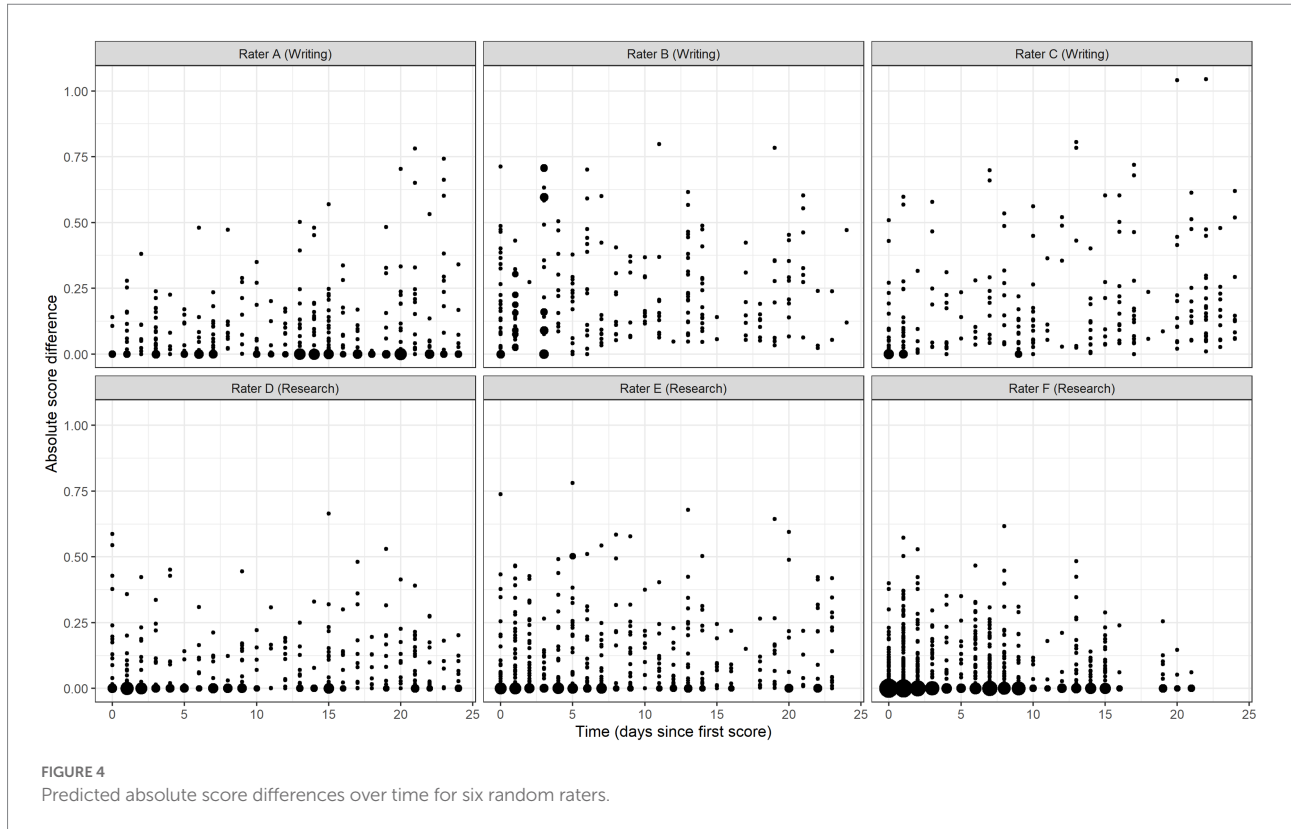 Rater A (Writing)
Rater B (Writing)
Rater C (Writing)
1.00
0.75
0.50
0.25
0.00
Rater D (Research)
Rater E (Research)
Rater F (Research)
1.00
0.75
0.50
0.25
0.00
Absolute score difference
0 5 10 15 20 25
0 5 10 15 20 25
0 5 10 15 20 25
Time (days since first score)
FIGURE 4
Predicted absolute score differences over time for six random raters.